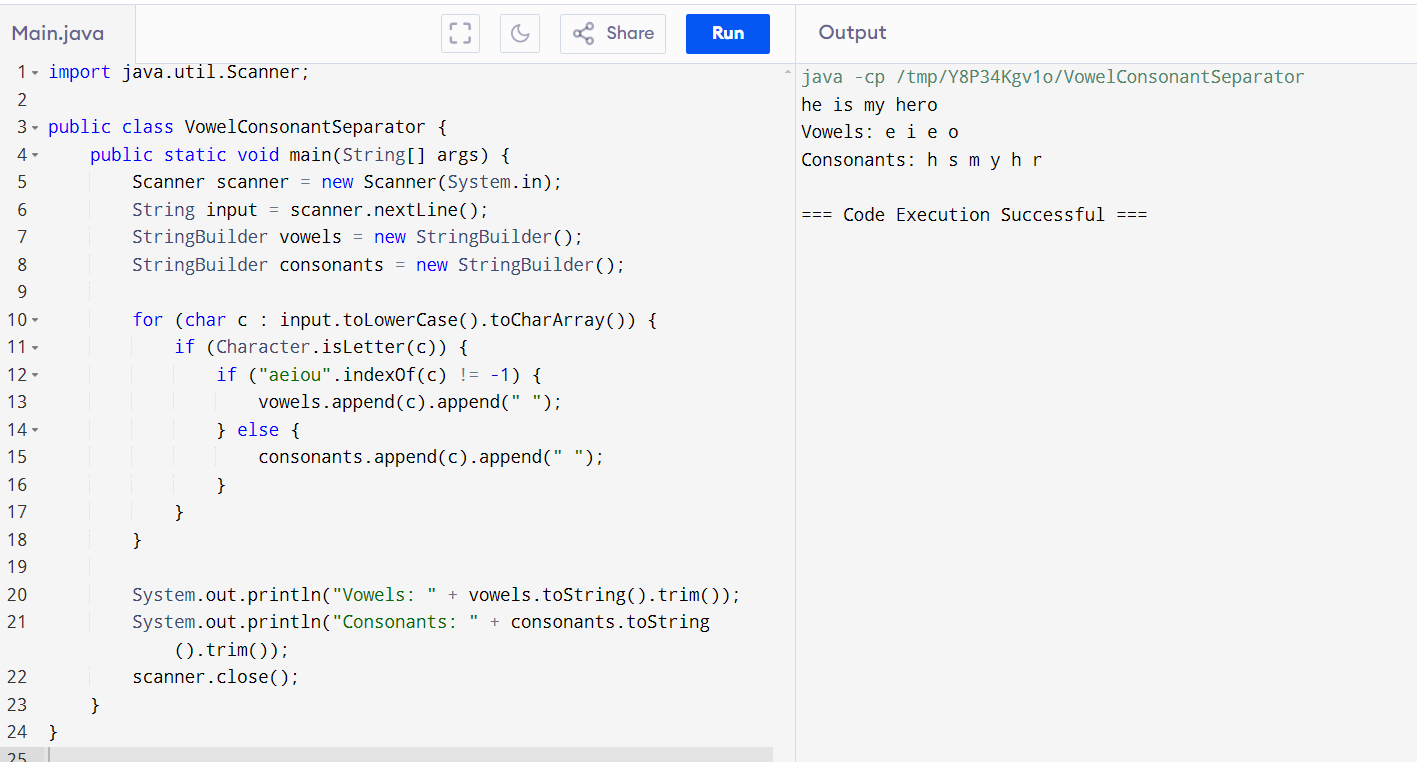 Main.java
Share
Run
Output
1 import java.util.Scanner;
2
3 public class VowelConsonantSeparator {
4     public static void main(String[] args) {
5         Scanner scanner = new Scanner(System.in);
6         String input = scanner.nextLine();
7         StringBuilder vowels = new StringBuilder();
8         StringBuilder consonants = new StringBuilder();
9
10         for (char c : input.toLowerCase().toCharArray()) {
11             if (Character.isLetter(c)) {
12                 if ("aeiou".indexOf(c) != -1) {
13                     vowels.append(c).append(" ");
14                 } else {
15                     consonants.append(c).append(" ");
16                 }
17             }
18         }
19
20         System.out.println("Vowels: " + vowels.toString().trim());
21         System.out.println("Consonants: " + consonants.toString
            ().trim());
22         scanner.close();
23     }
24 }
25
java -cp /tmp/Y8P34Kgv1o/VowelConsonantSeparator
he is my hero
Vowels: e i e o
Consonants: h s m y h r
=== Code Execution Successful ===